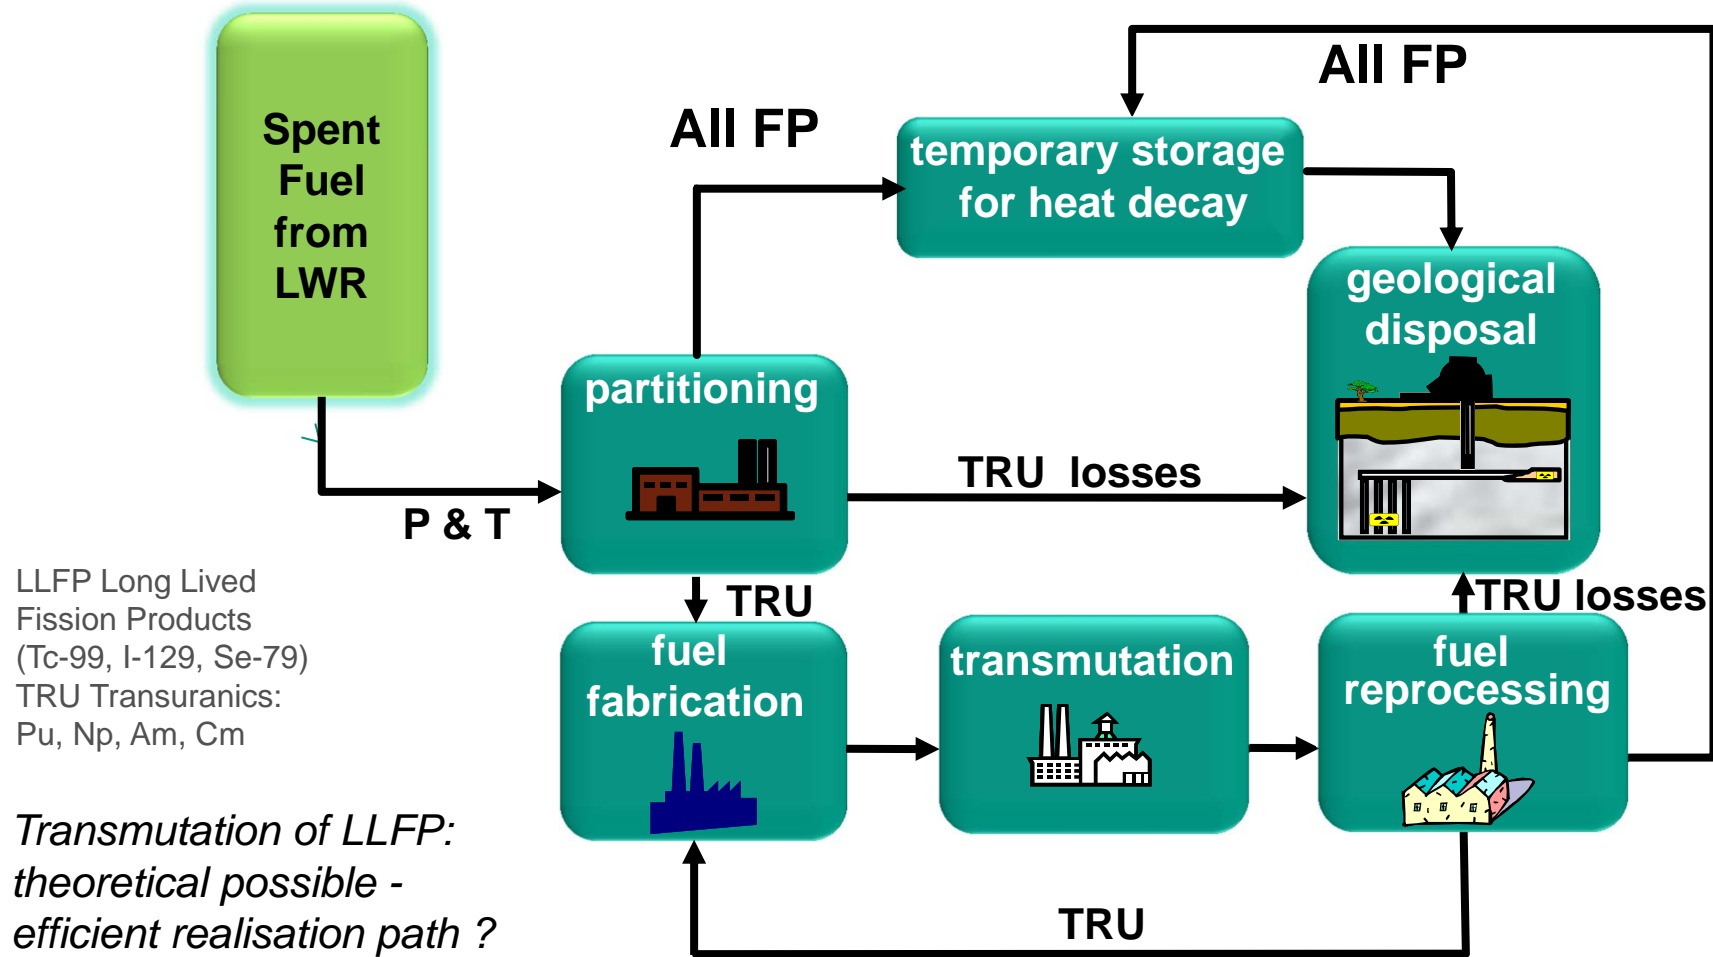 Spent
Fuel
from
LWR
All FP
All FP
temporary storage
for heat decay
geological
disposal
partitioning
TRU losses
P & T
TRU
TRU losses
fuel
fabrication
transmutation
fuel
reprocessing
TRU
LLFP Long Lived
Fission Products
(Tc-99, I-129, Se-79)
TRU Transuranics:
Pu, Np, Am, Cm
Transmutation of LLFP:
theoretical possible -
efficient realisation path ?